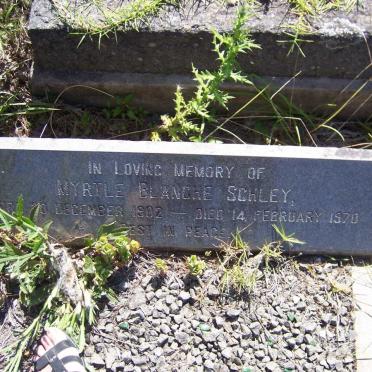 IN LOVING MEMORY OF
MYRTLE BLANCHE SCHLEY,
DECEMBER 1902 — DIED 14 FEBRUARY 1970
REST IN PEACE